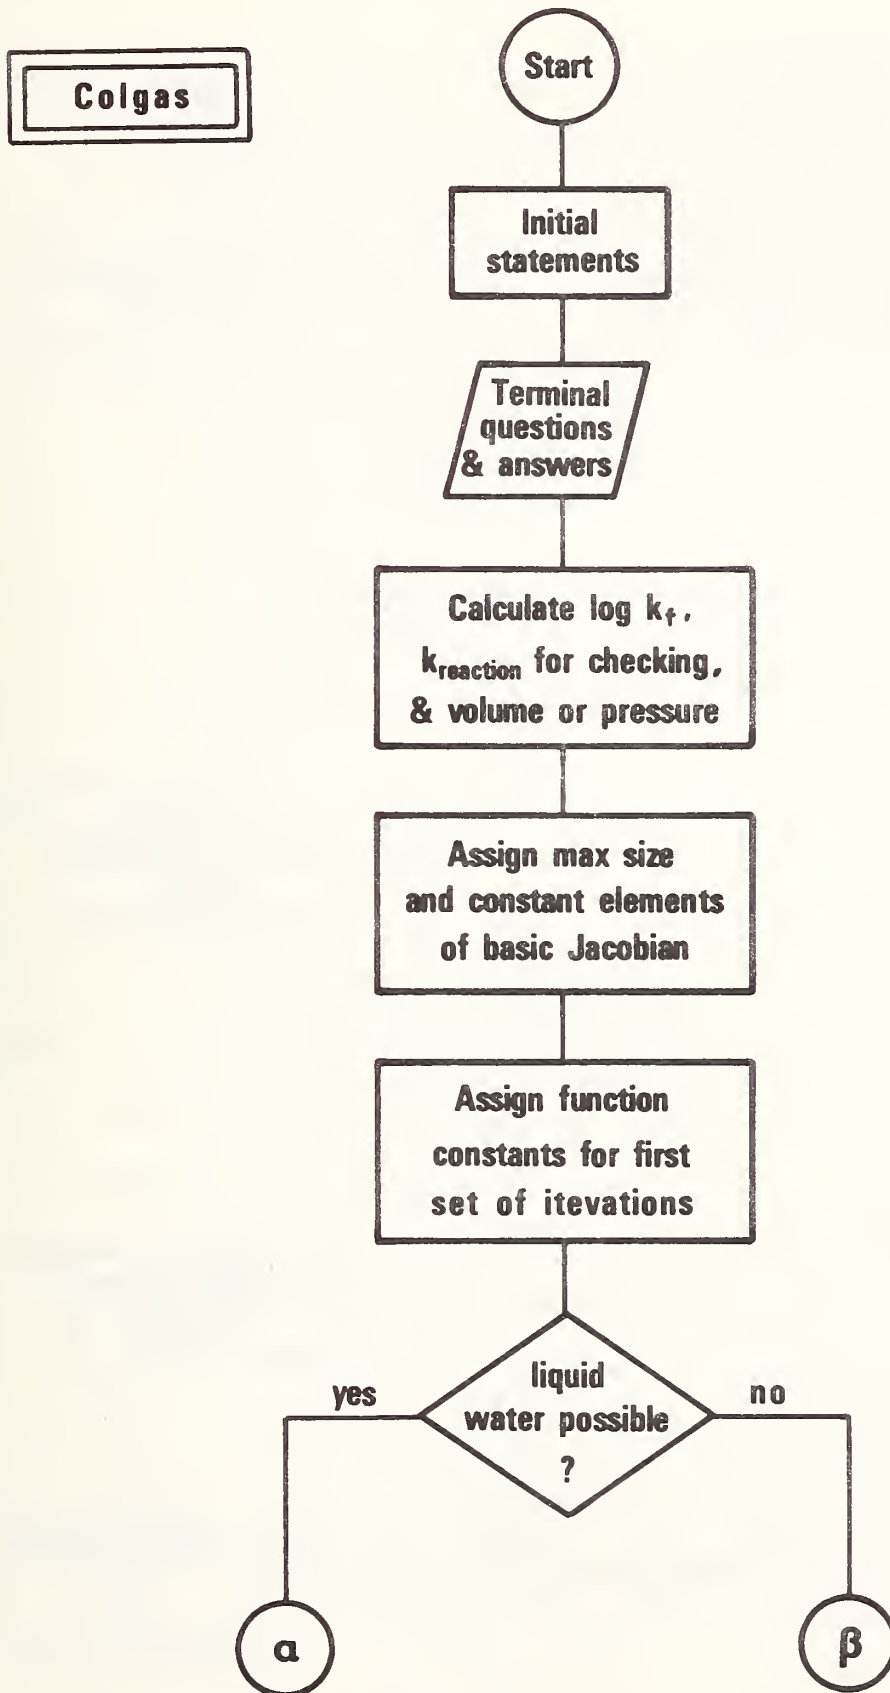 Colgas
Start
Initial
statements
Terminal
questions
& answers
Calculate log kf,
kreaction for checking,
& volume or pressure
Assign max size
and constant elements
of basic Jacobian
Assign function
constants for first
set of itevations
liquid
water possible
?
yes
no
α
β